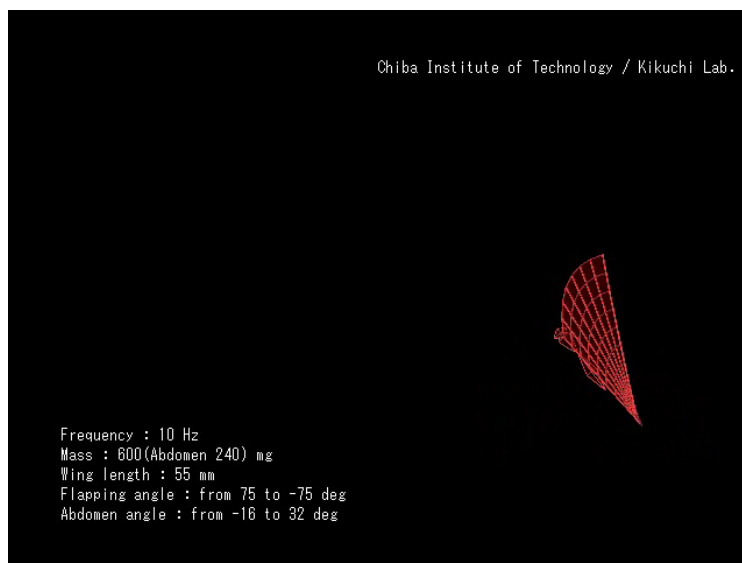 Chiba Institute of Technology / Kikuchi Lab.
Frequency : 10 Hz
Mass : 600(Abdomen 240) mg
Wing length : 55 mm
Flapping angle : from 75 to -75 deg
Abdomen angle : from -16 to 32 deg